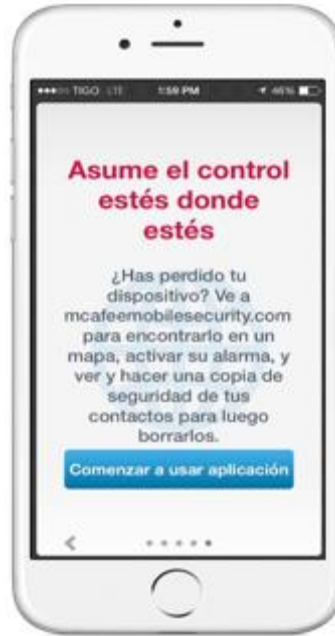 TIGO LTE 1:59 PM 46%
Asume el control
estés donde
estés
¿Has perdido tu
dispositivo? Ve a
mcafeemobilesecurity.com
para encontrarlo en un
mapa, activar su alarma, y
ver y hacer una copia de
seguridad de tus
contactos para luego
borrarlos.
Comenzar a usar aplicación